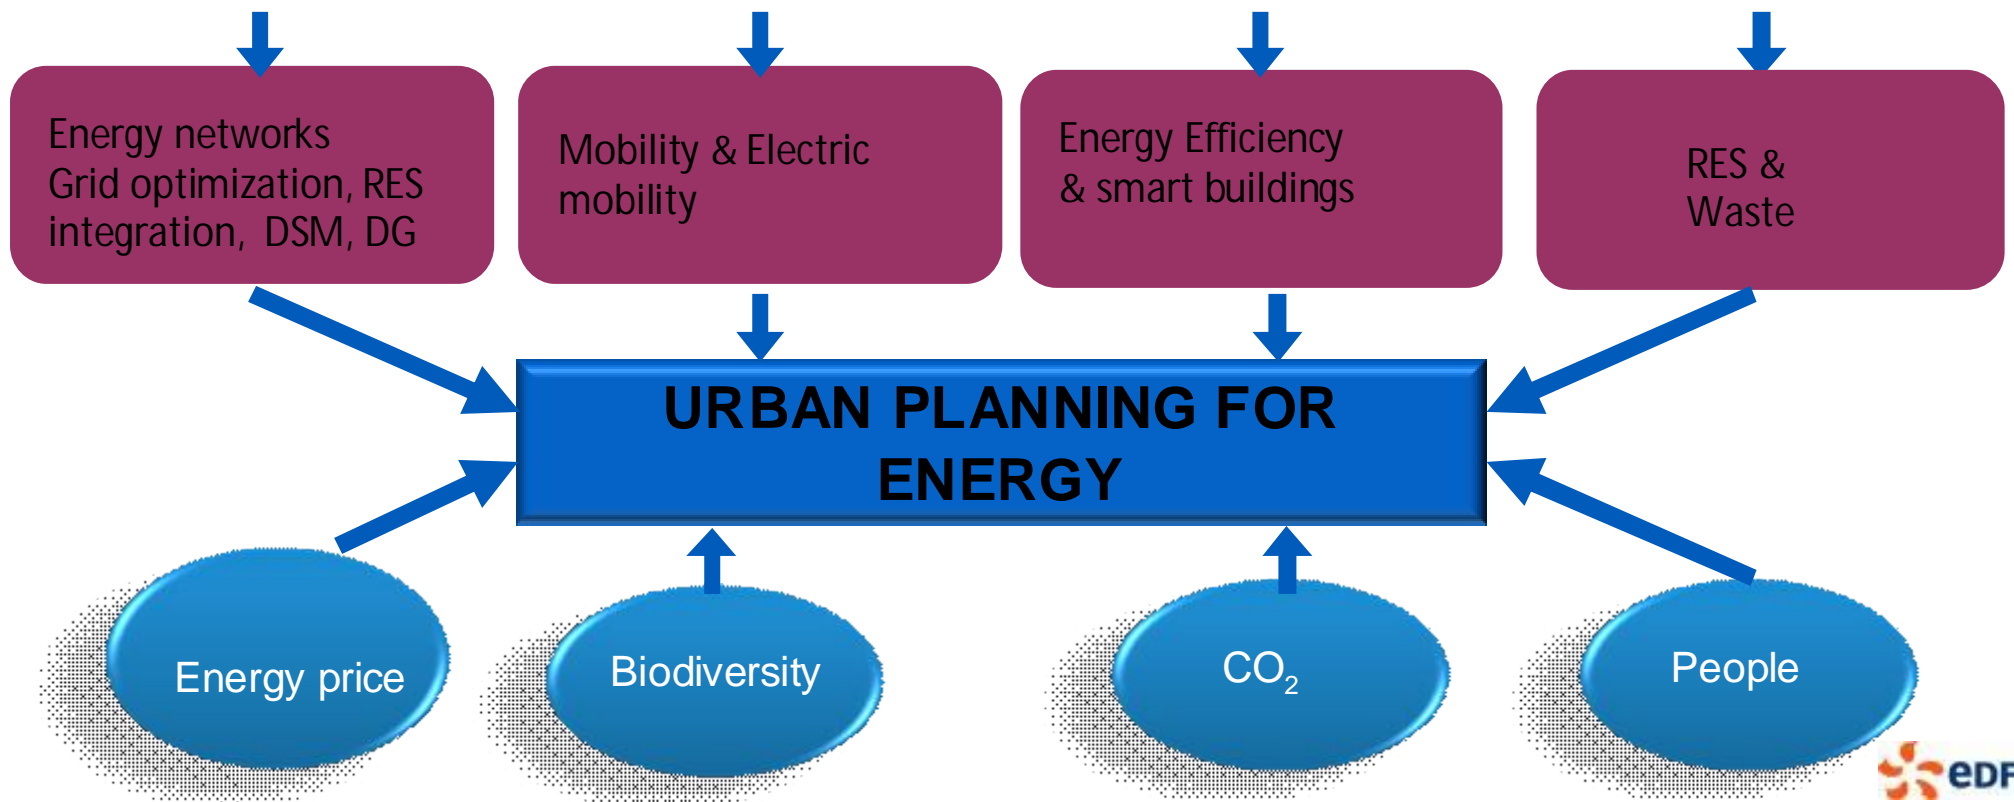 Energy networks
Grid optimization, RES
integration, DSM, DG
Mobility & Electric
mobility
Energy Efficiency
& smart buildings
RES &
Waste
URBAN PLANNING FOR
ENERGY
Energy price
Biodiversity
CO₂
People
eDF